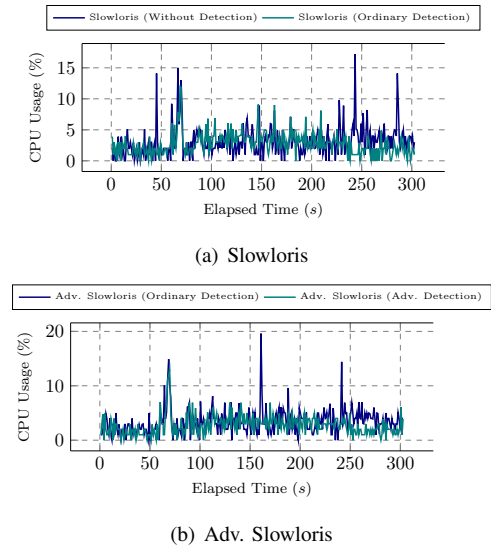 Slowloris (Without Detection) Slowloris (Ordinary Detection)
15
10
5
0
CPU Usage (%)
0 50 100 150 200 250 300
Elapsed Time (s)
(a) Slowloris
Adv. Slowloris (Ordinary Detection) Adv. Slowloris (Adv. Detection)
20
10
0
CPU Usage (%)
0 50 100 150 200 250 300
Elapsed Time (s)
(b) Adv. Slowloris